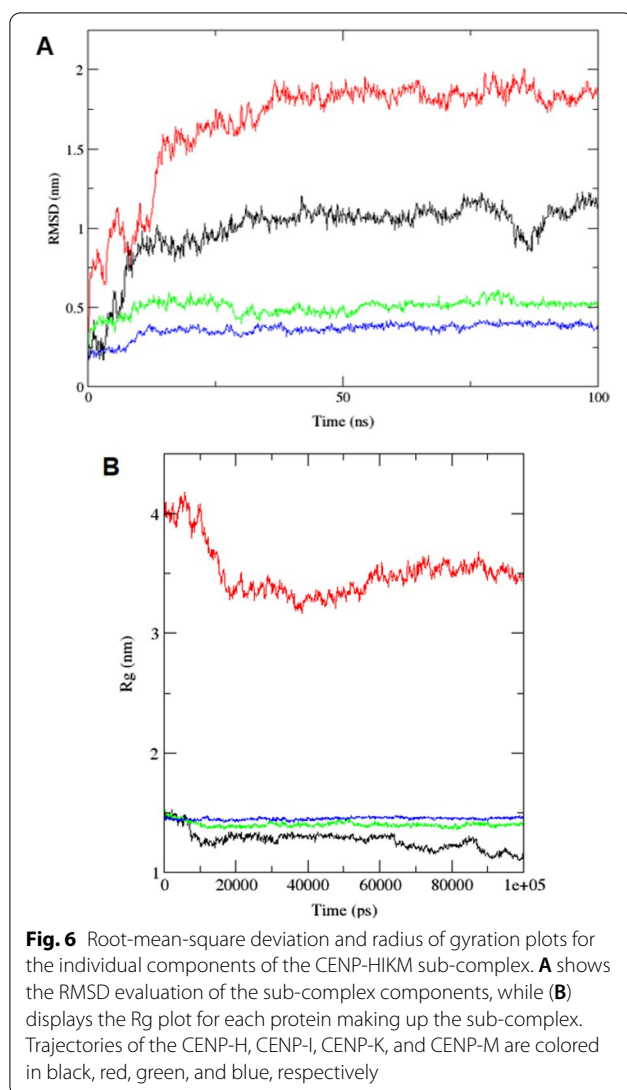 A
2
1.5
1
0.5
0
RMSD (nm)
0
50
100
Time (ns)
B
4
3
2
1
Rg (nm)
0
20000
40000
60000
80000
1e+05
Time (ps)
Fig. 6 Root-mean-square deviation and radius of gyration plots for
the individual components of the CENP-HIKM sub-complex. A shows
the RMSD evaluation of the sub-complex components, while (B)
displays the Rg plot for each protein making up the sub-complex.
Trajectories of the CENP-H, CENP-I, CENP-K, and CENP-M are colored
in black, red, green, and blue, respectively